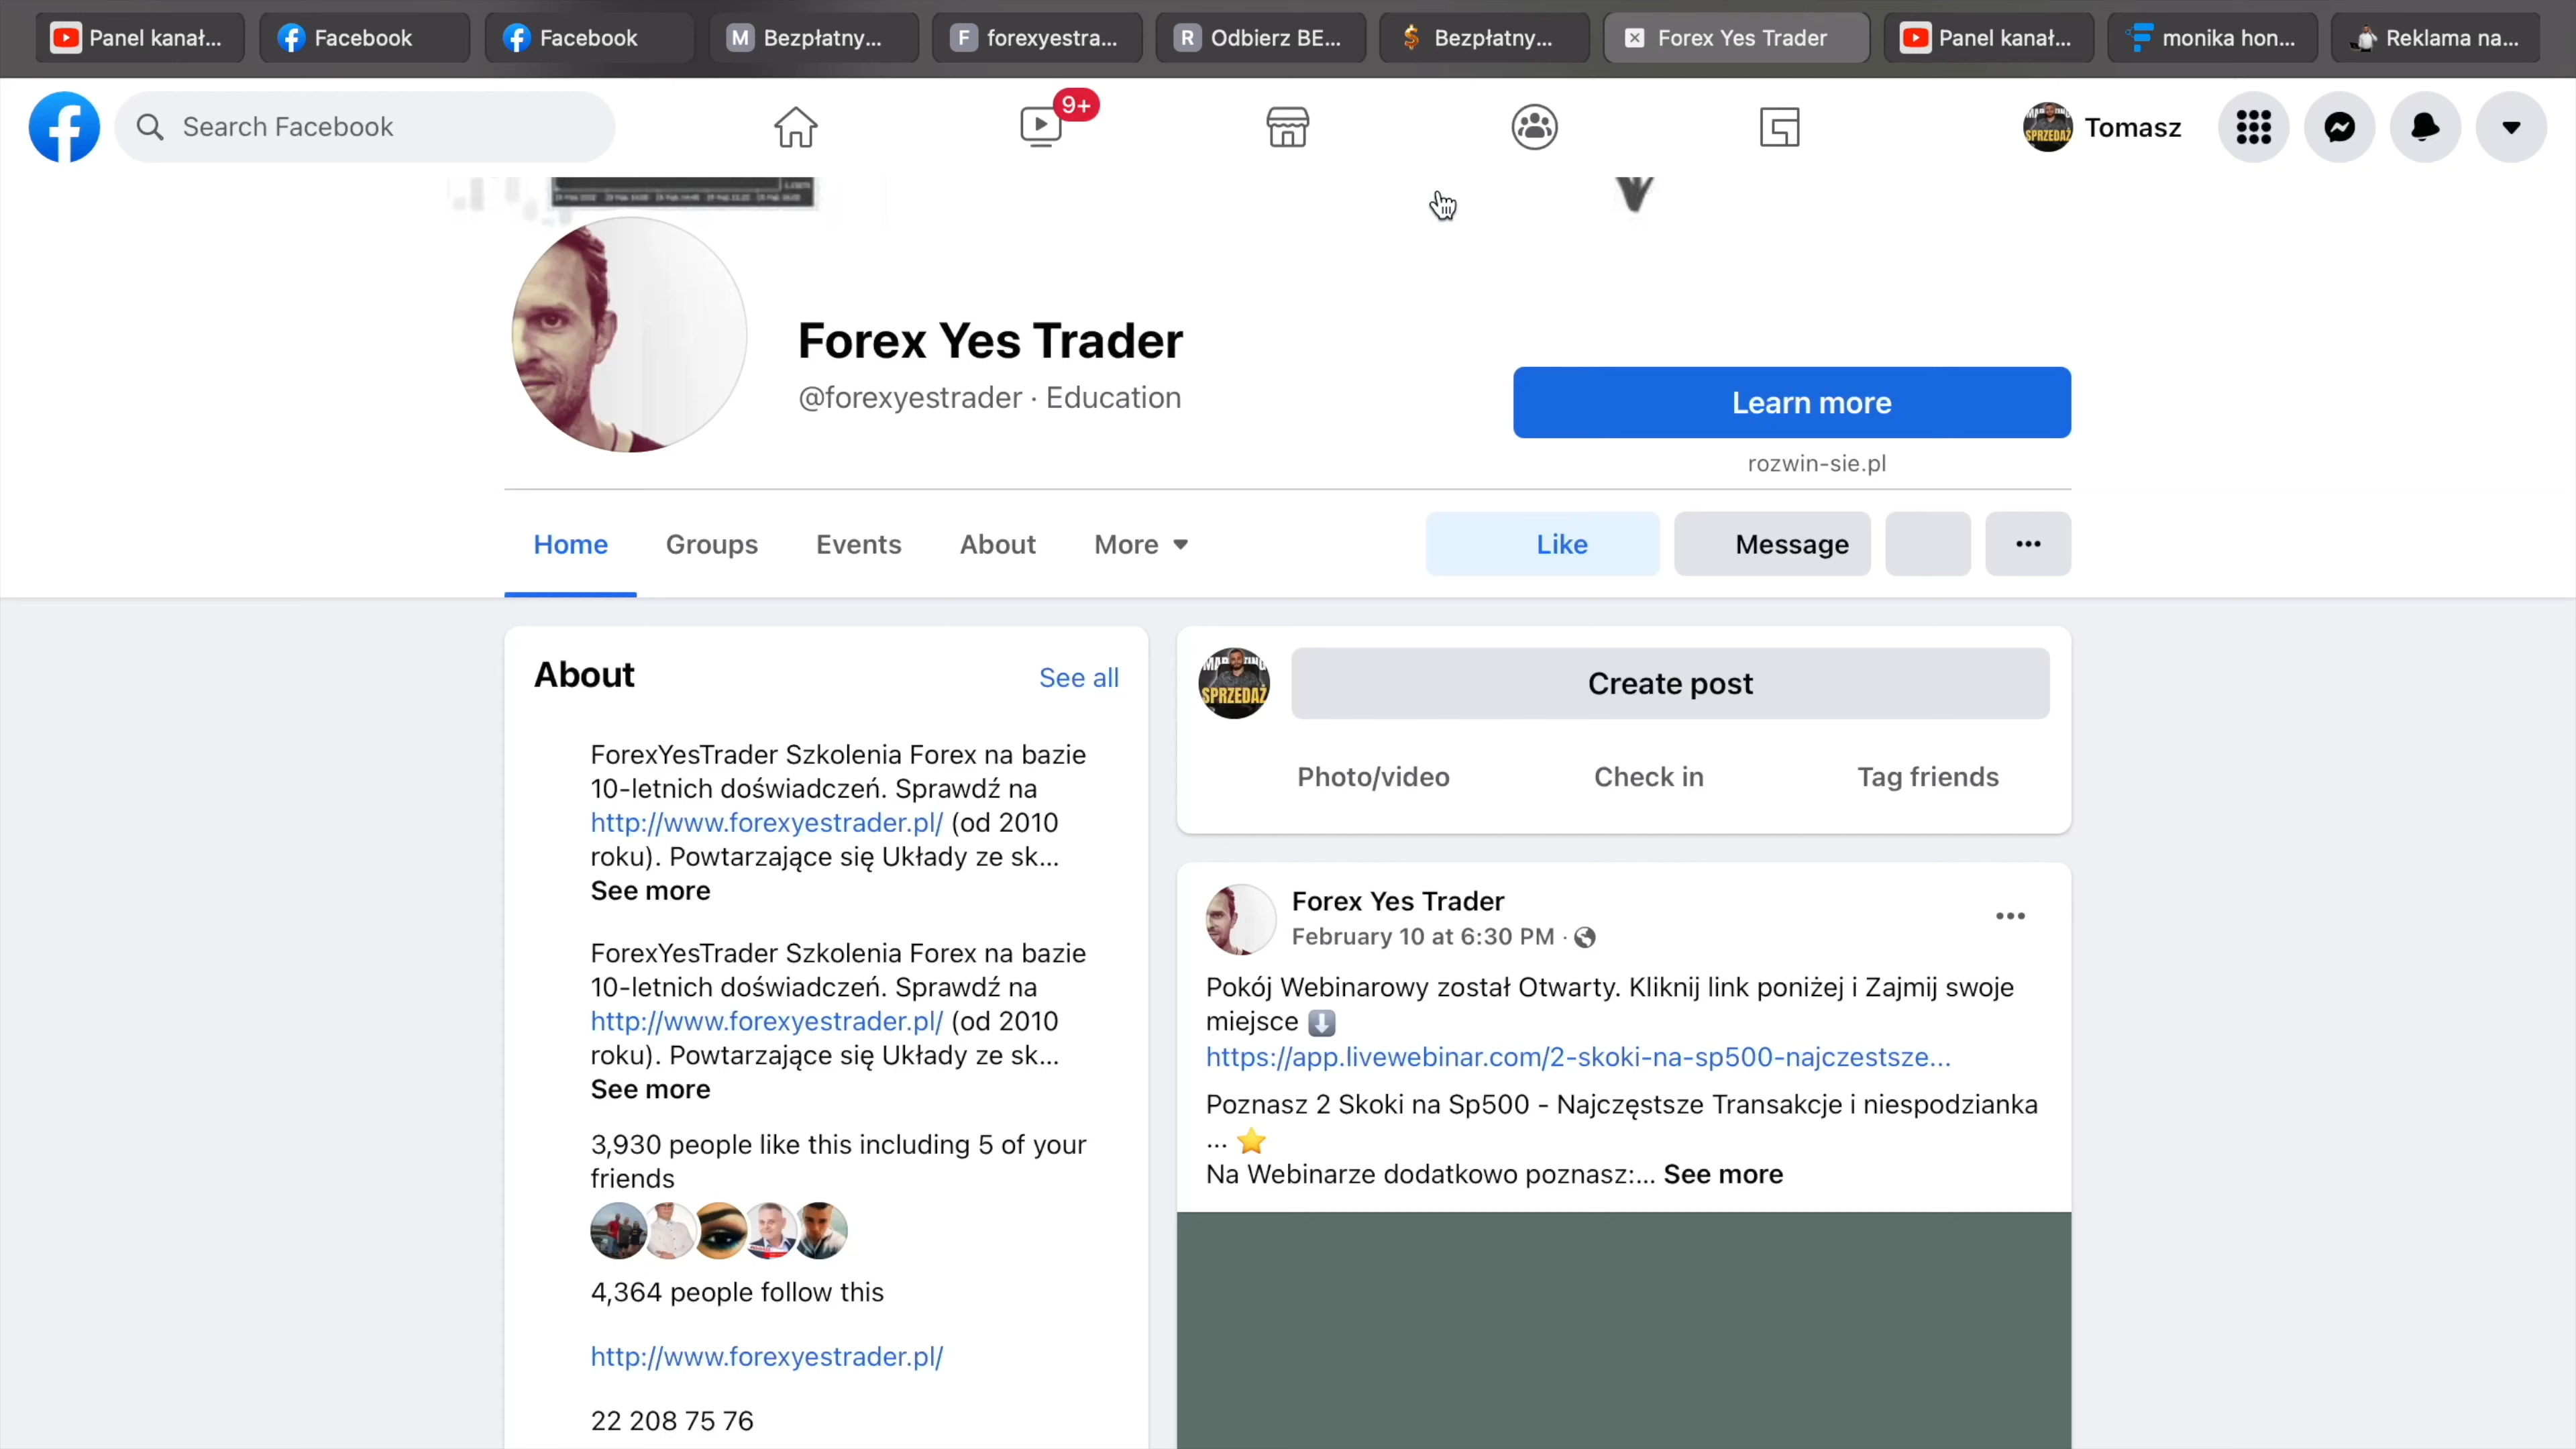 Panel kanał...
Facebook
Facebook
M Bezpłatny...
F forexyestra...
R Odbierz BE...
Bezpłatny...
Forex Yes Trader
Panel kanał...
monika hon...
Reklama na...
Search Facebook
9+
Tomasz
Forex Yes Trader
@forexyestrader · Education
Learn more
rozwin-sie.pl
Home
Groups
Events
About
More
Like
Message
About
See all
ForexYesTrader Szkolenia Forex na bazie
10-letnich doświadczeń. Sprawdź na
http://www.forexyestrader.pl/ (od 2010
roku). Powtarzające się Układy ze sk...
See more
ForexYesTrader Szkolenia Forex na bazie
10-letnich doświadczeń. Sprawdź na
http://www.forexyestrader.pl/ (od 2010
roku). Powtarzające się Układy ze sk...
See more
3,930 people like this including 5 of your
friends
4,364 people follow this
http://www.forexyestrader.pl/
22 208 75 76
SPRZEDAŻ
Create post
Photo/video
Check in
Tag friends
Forex Yes Trader
February 10 at 6:30 PM ·
Pokój Webinarowy został Otwarty. Kliknij link poniżej i Zajmij swoje
miejsce ⬇️
https://app.livewebinar.com/2-skoki-na-sp500-najczestsze...
Poznasz 2 Skoki na Sp500 - Najczęstsze Transakcje i niespodzianka
... ⭐
Na Webinarze dodatkowo poznasz:... See more